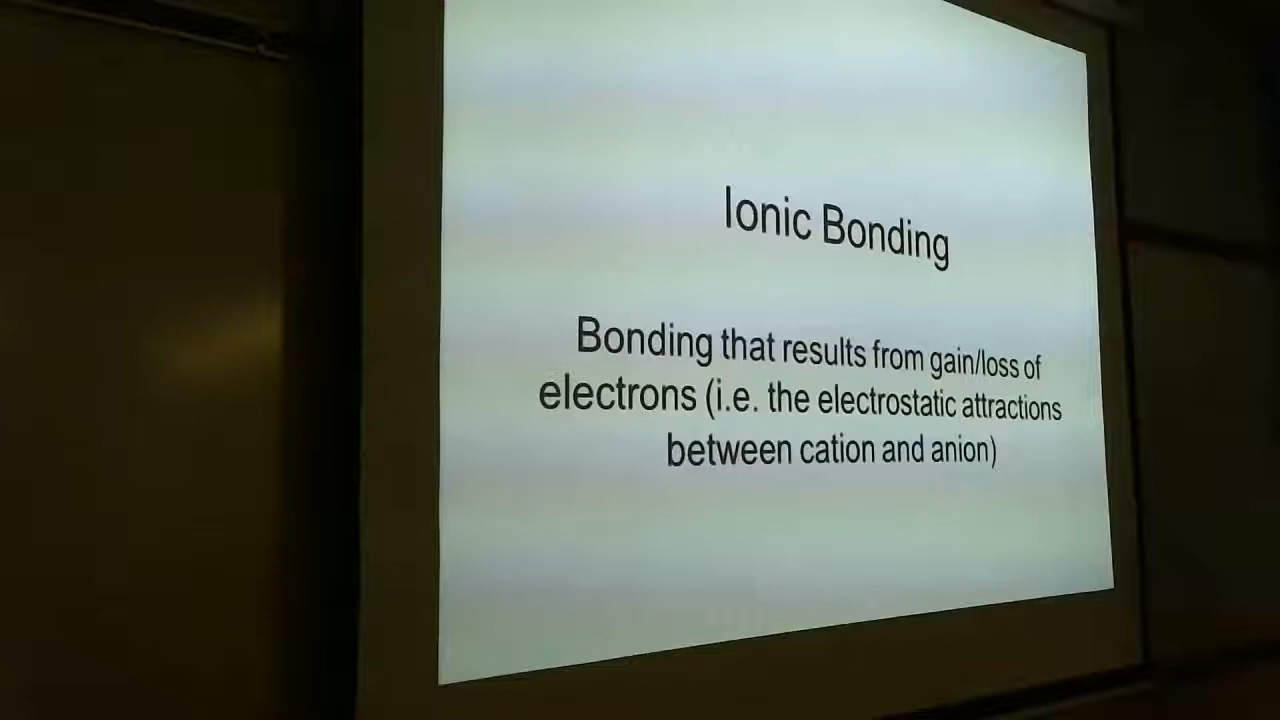 Ionic Bonding
Bonding that results from gain/loss of
electrons (i.e. the electrostatic attractions
between cation and anion)